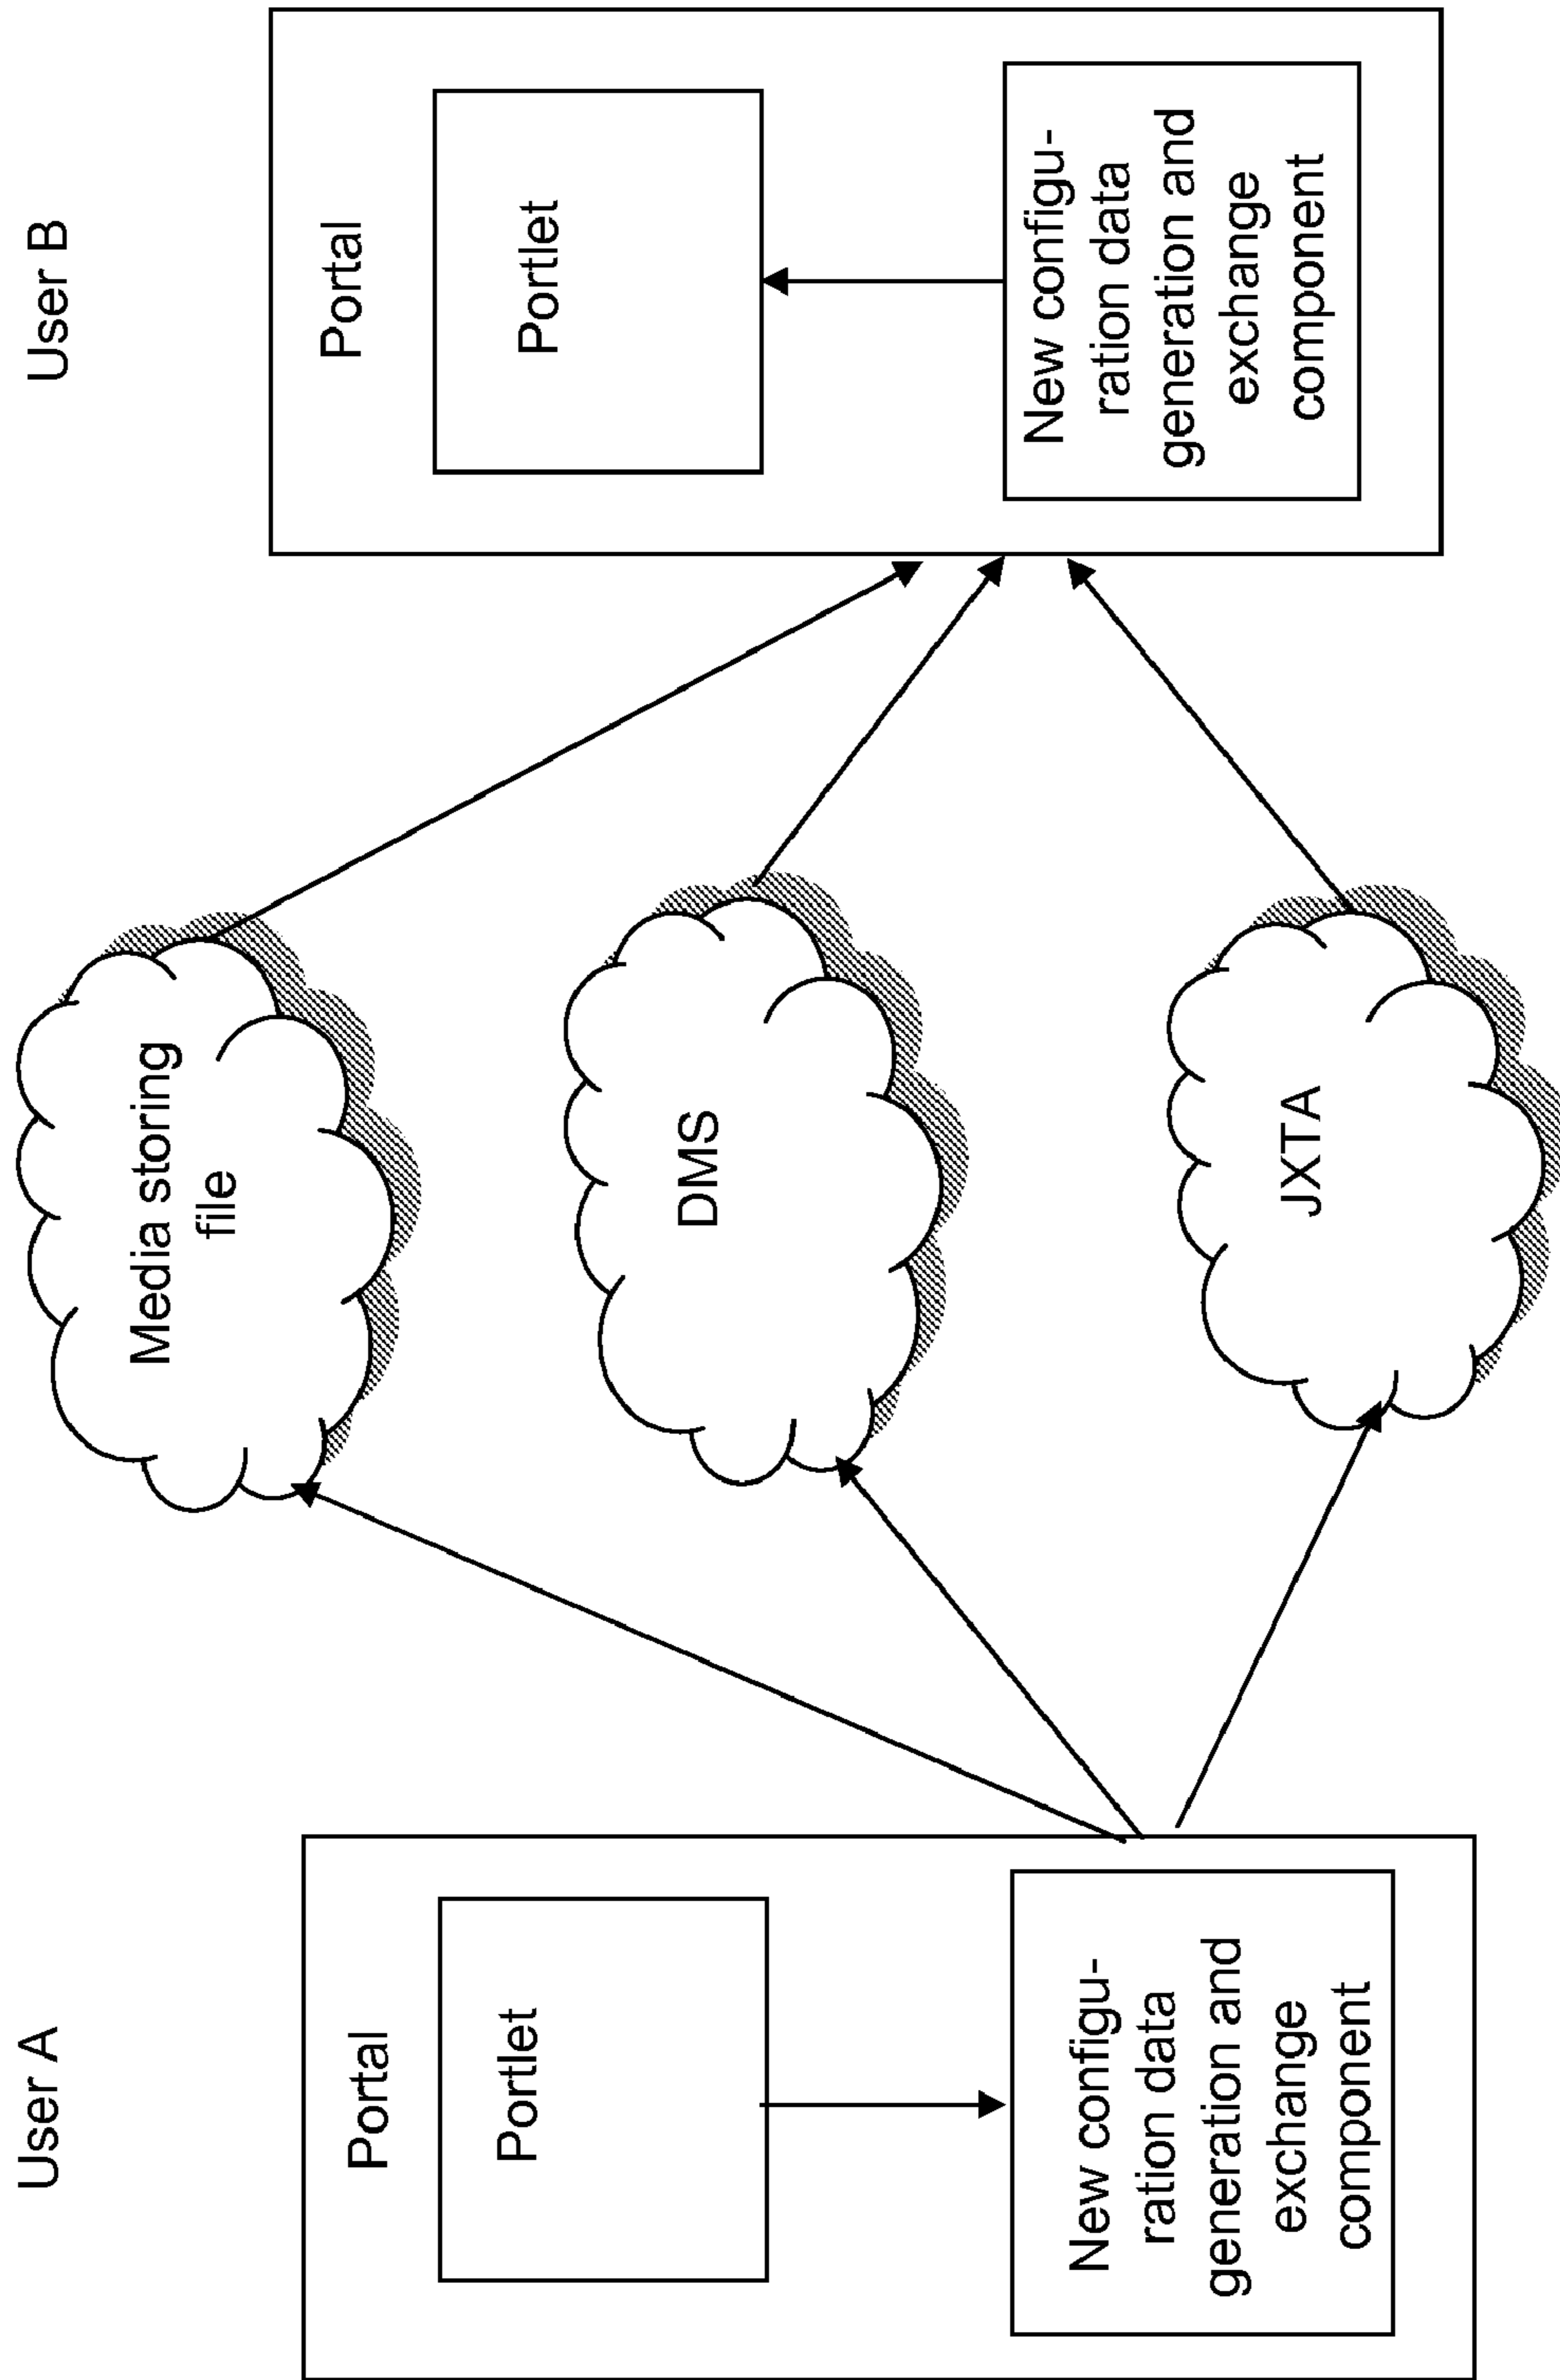 User A
Portal
Portlet
New configu-
ration data
generation and
exchange
component
Media storing
file
DMS
JXTA
User B
Portal
Portlet
New configu-
ration data
generation and
exchange
component